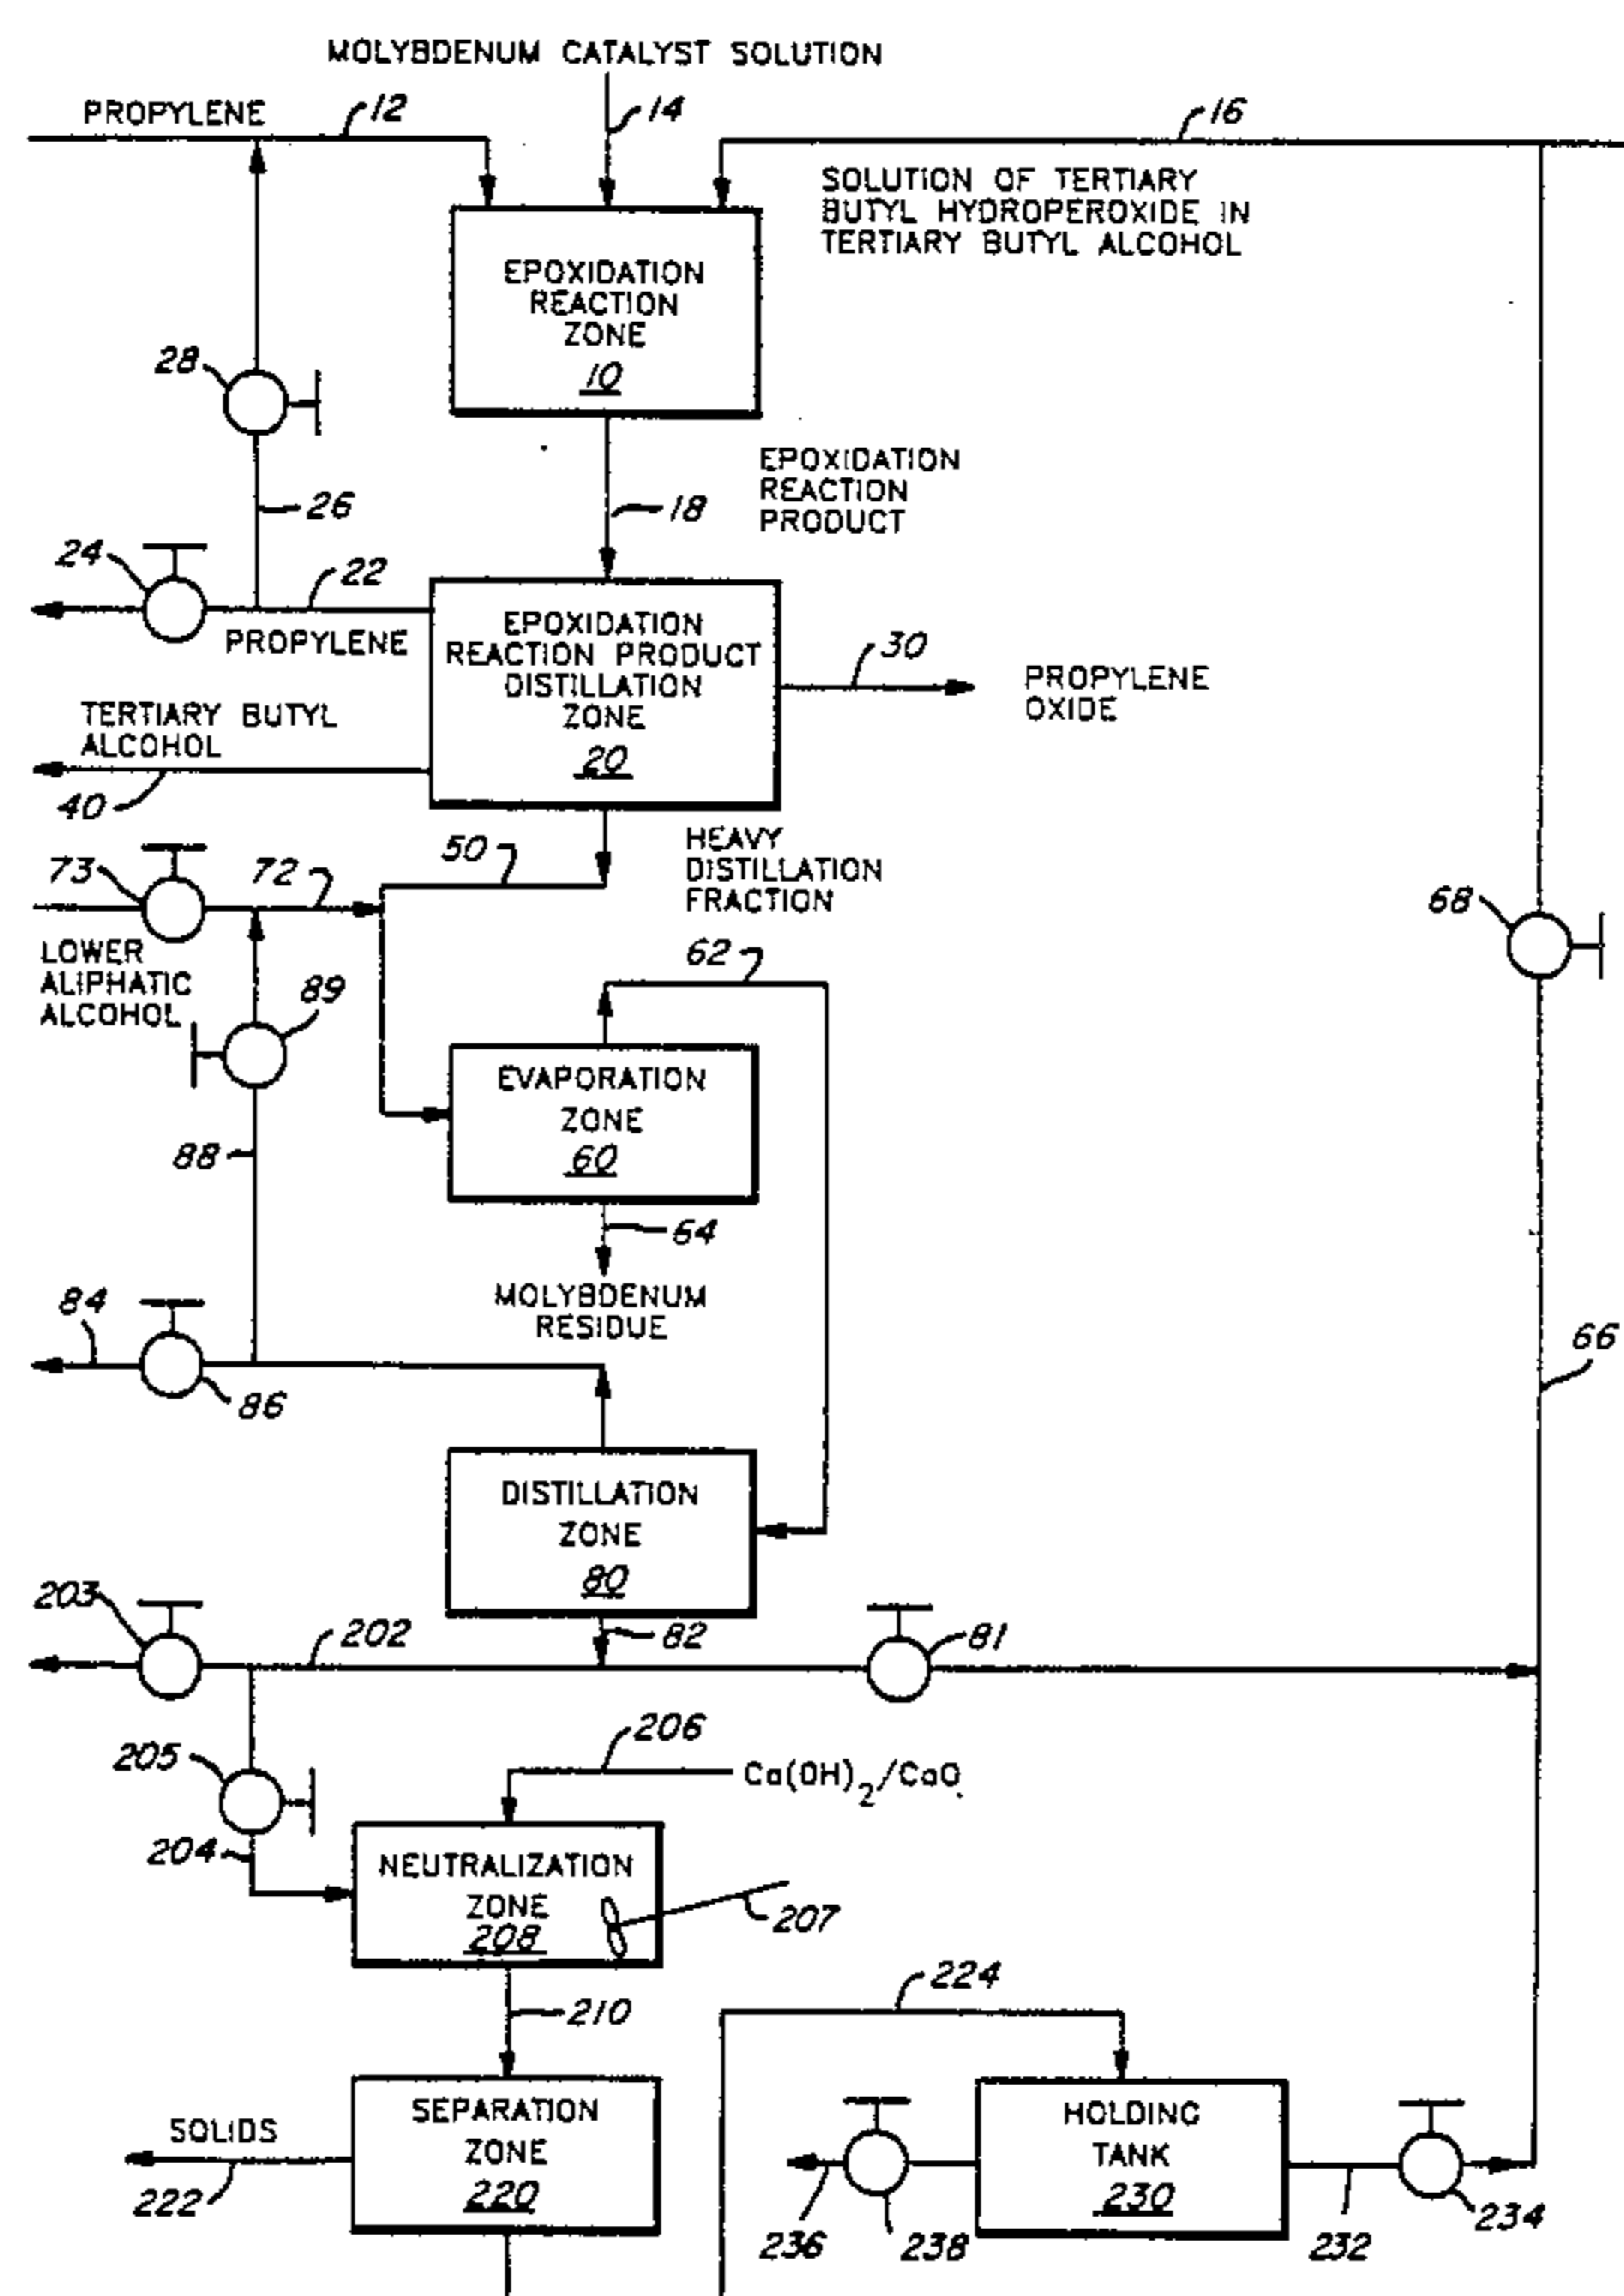 MOLYBDENUM CATALYST SOLUTION
PROPYLENE
12
14
16
SOLUTION OF TERTIARY
BUTYL HYDROPEROXIDE IN
TERTIARY BUTYL ALCOHOL
EPOXIDATION
REACTION
ZONE
10
28
26
18
EPOXIDATION
REACTION
PRODUCT
24
22
PROPYLENE
EPOXIDATION
REACTION PRODUCT
DISTILLATION
ZONE
20
30
PROPYLENE
OXIDE
TERTIARY BUTYL
ALCOHOL
40
50
HEAVY
DISTILLATION
FRACTION
73
72
LOWER
ALIPHATIC
ALCOHOL
89
62
68
EVAPORATION
ZONE
60
88
64
MOLYBDENUM
RESIDUE
84
86
66
DISTILLATION
ZONE
80
203
202
82
81
206
Ca(OH)2/CaO
205
204
NEUTRALIZATION
ZONE
208
207
210
224
SOLIDS
222
SEPARATION
ZONE
220
HOLDING
TANK
230
236
238
232
234